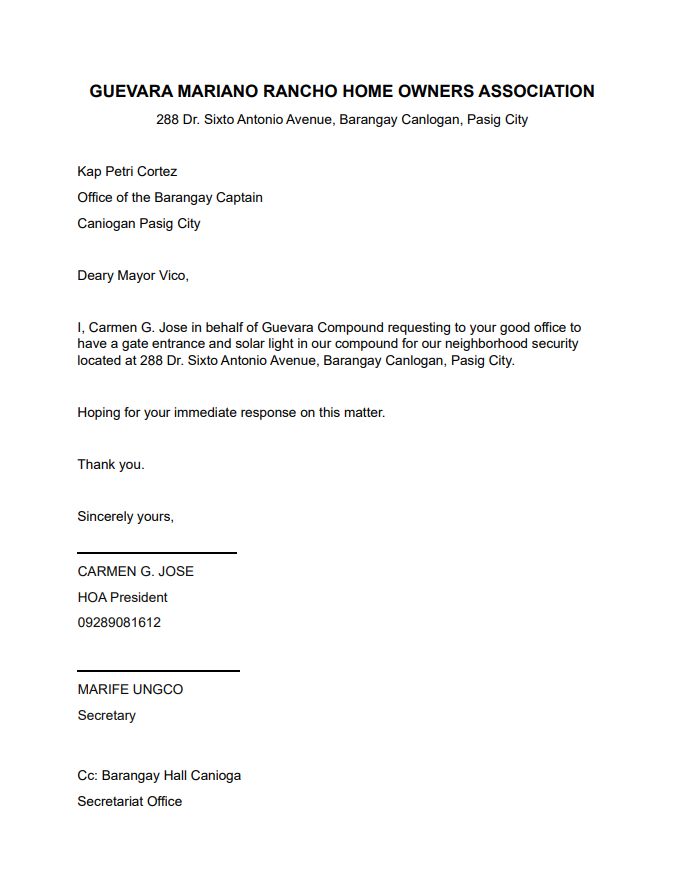 GUEVARA MARIANO RANCHO HOME OWNERS ASSOCIATION
288 Dr. Sixto Antonio Avenue, Barangay Canlogan, Pasig City
Kap Petri Cortez
Office of the Barangay Captain
Caniogan Pasig City
Deary Mayor Vico,
I, Carmen G. Jose in behalf of Guevara Compound requesting to your good office to
have a gate entrance and solar light in our compound for our neighborhood security
located at 288 Dr. Sixto Antonio Avenue, Barangay Canlogan, Pasig City.
Hoping for your immediate response on this matter.
Thank you.
Sincerely yours,
CARMEN G. JOSE
HOA President
09289081612
MARIFE UNGCO
Secretary
Cc: Barangay Hall Canioga
Secretariat Office